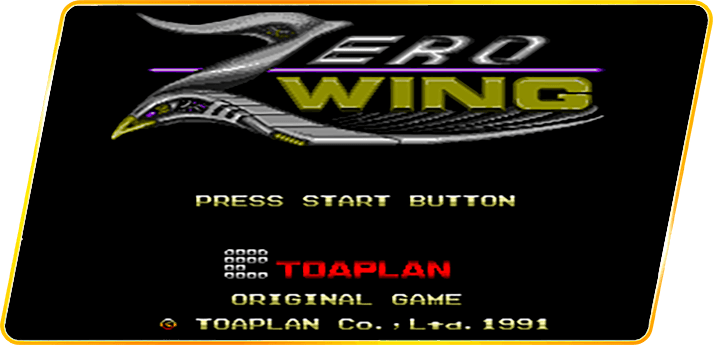 ZERO
WING
PRESS START BUTTON
TOAPLAN
ORIGINAL GAME
© TOAPLAN Co.,Ltd.1991